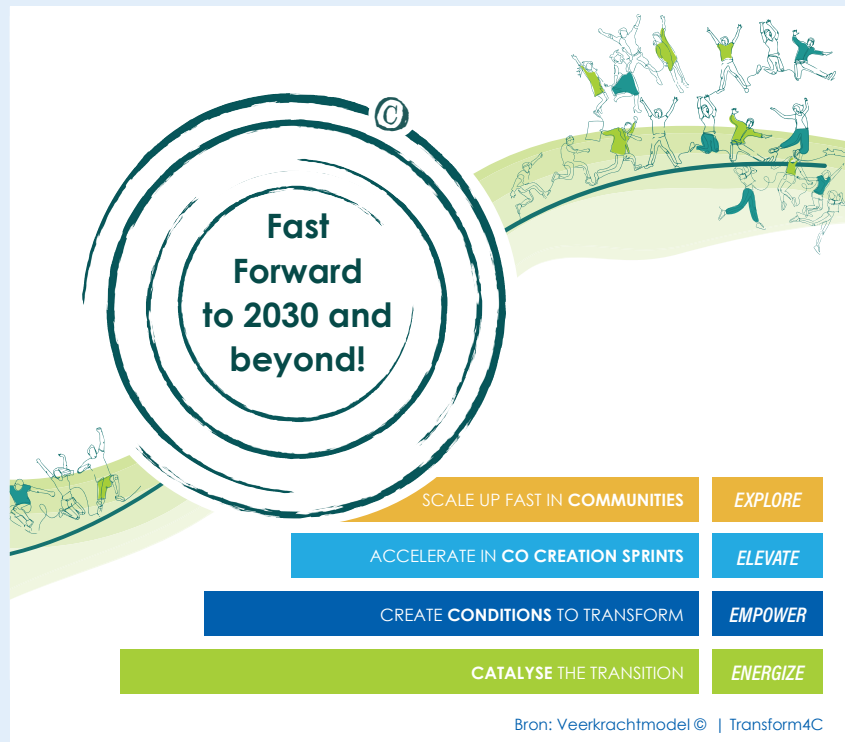 ©
Fast
Forward
to 2030 and
beyond!
SCALE UP FAST IN COMMUNITIES EXPLORE
ACCELERATE IN CO CREATION SPRINTS ELEVATE
CREATE CONDITIONS TO TRANSFORM EMPOWER
CATALYSE THE TRANSITION ENERGIZE
Bron: Veerkrachtmodel © | Transform4C